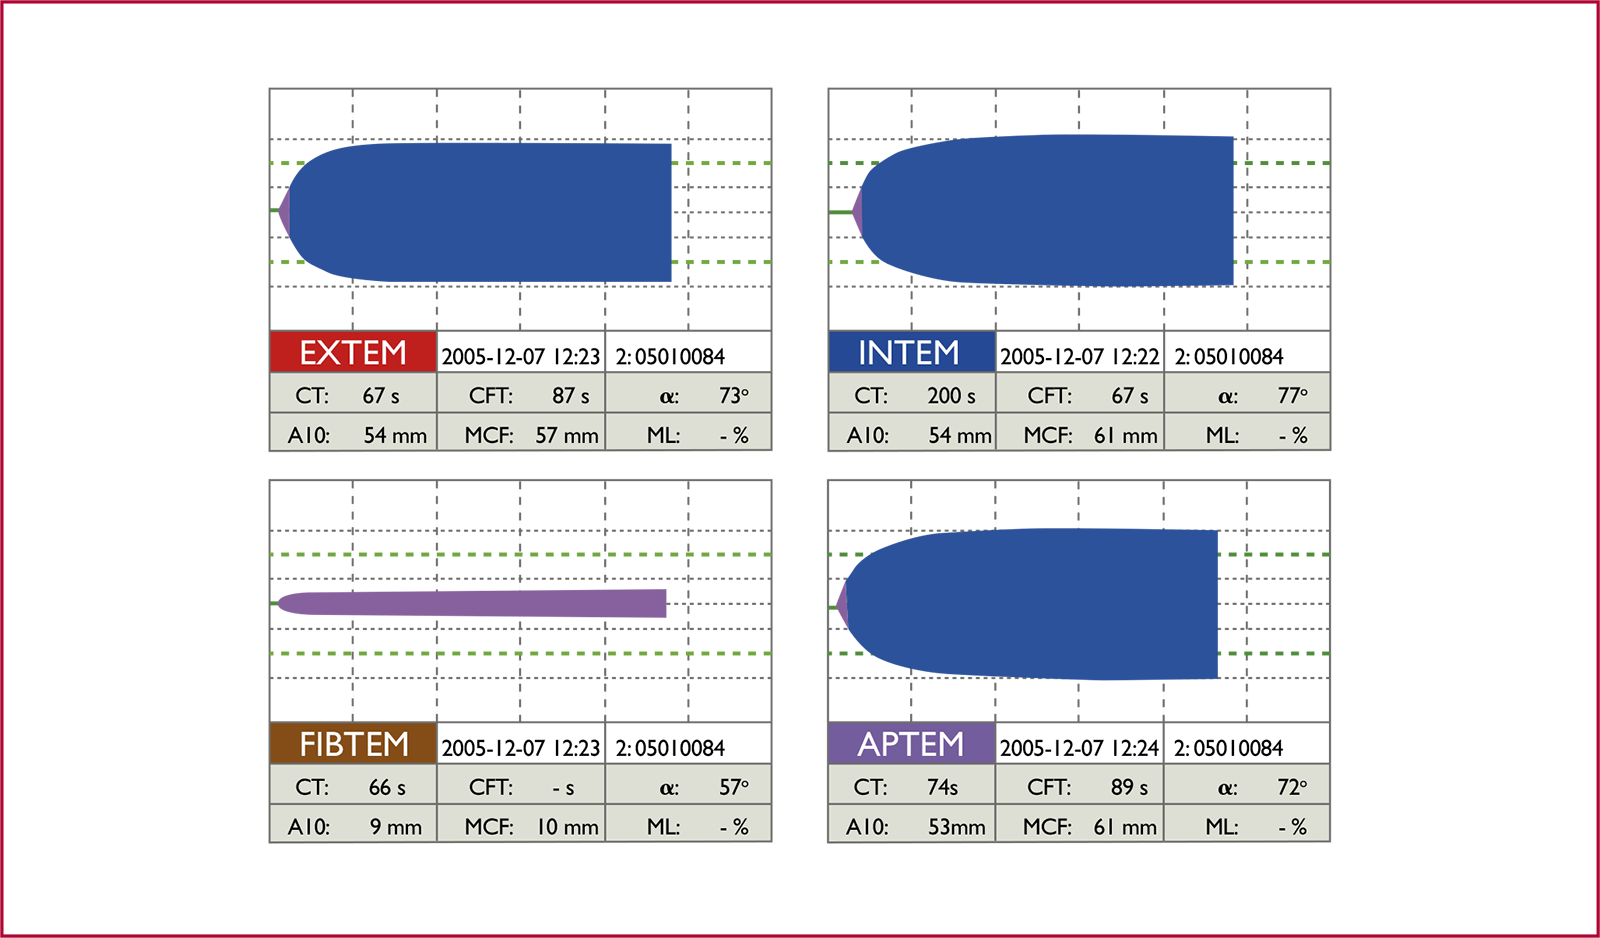 EXTEM 2005-12-07 12:23 2: 05010084
CT: 67 s CFT: 87 s α: 73°
A10: 54 mm MCF: 57 mm ML: - %
INTEM 2005-12-07 12:22 2: 05010084
CT: 200 s CFT: 67 s α: 77°
A10: 54 mm MCF: 61 mm ML: - %
FIBTEM 2005-12-07 12:23 2: 05010084
CT: 66 s CFT: - s α: 57°
A10: 9 mm MCF: 10 mm ML: - %
APTEM 2005-12-07 12:24 2: 05010084
CT: 74s CFT: 89 s α: 72°
A10: 53mm MCF: 61 mm ML: - %